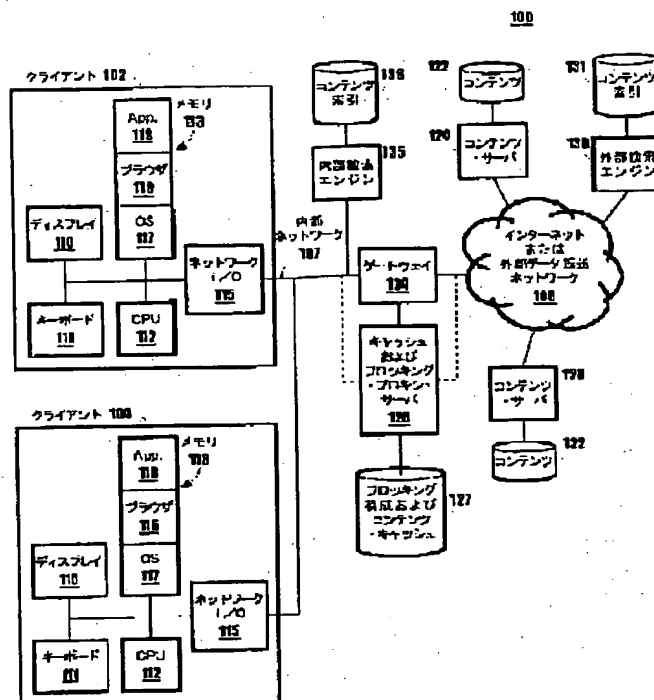 100
クライアント 102
メモリ
113
App.
118
ブラウザ
116
OS
117
ディスプレイ
110
キーボード
CPU
112
ネットワーク
I/O
115
内部
ネットワーク
107
136
コンテンツ
索引
135
内部検索
エンジン
122
コンテンツ
120
コンテンツ
・サーバ
131
コンテンツ
索引
130
外部検索
エンジン
インターネット
または
外部データ転送
ネットワーク
ゲートウェイ
キャッシュ
および
ブロッキング
・プロキシ・
サーバ
127
ブロッキング
構成および
コンテンツ
・キャッシュ
コンテンツ
・サーバ
122
コンテンツ
クライアント
メモリ
113
App.
118
ブラウザ
116
OS
117
ディスプレイ
110
キーボード
111
CPU
112
ネットワーク
I/O
115